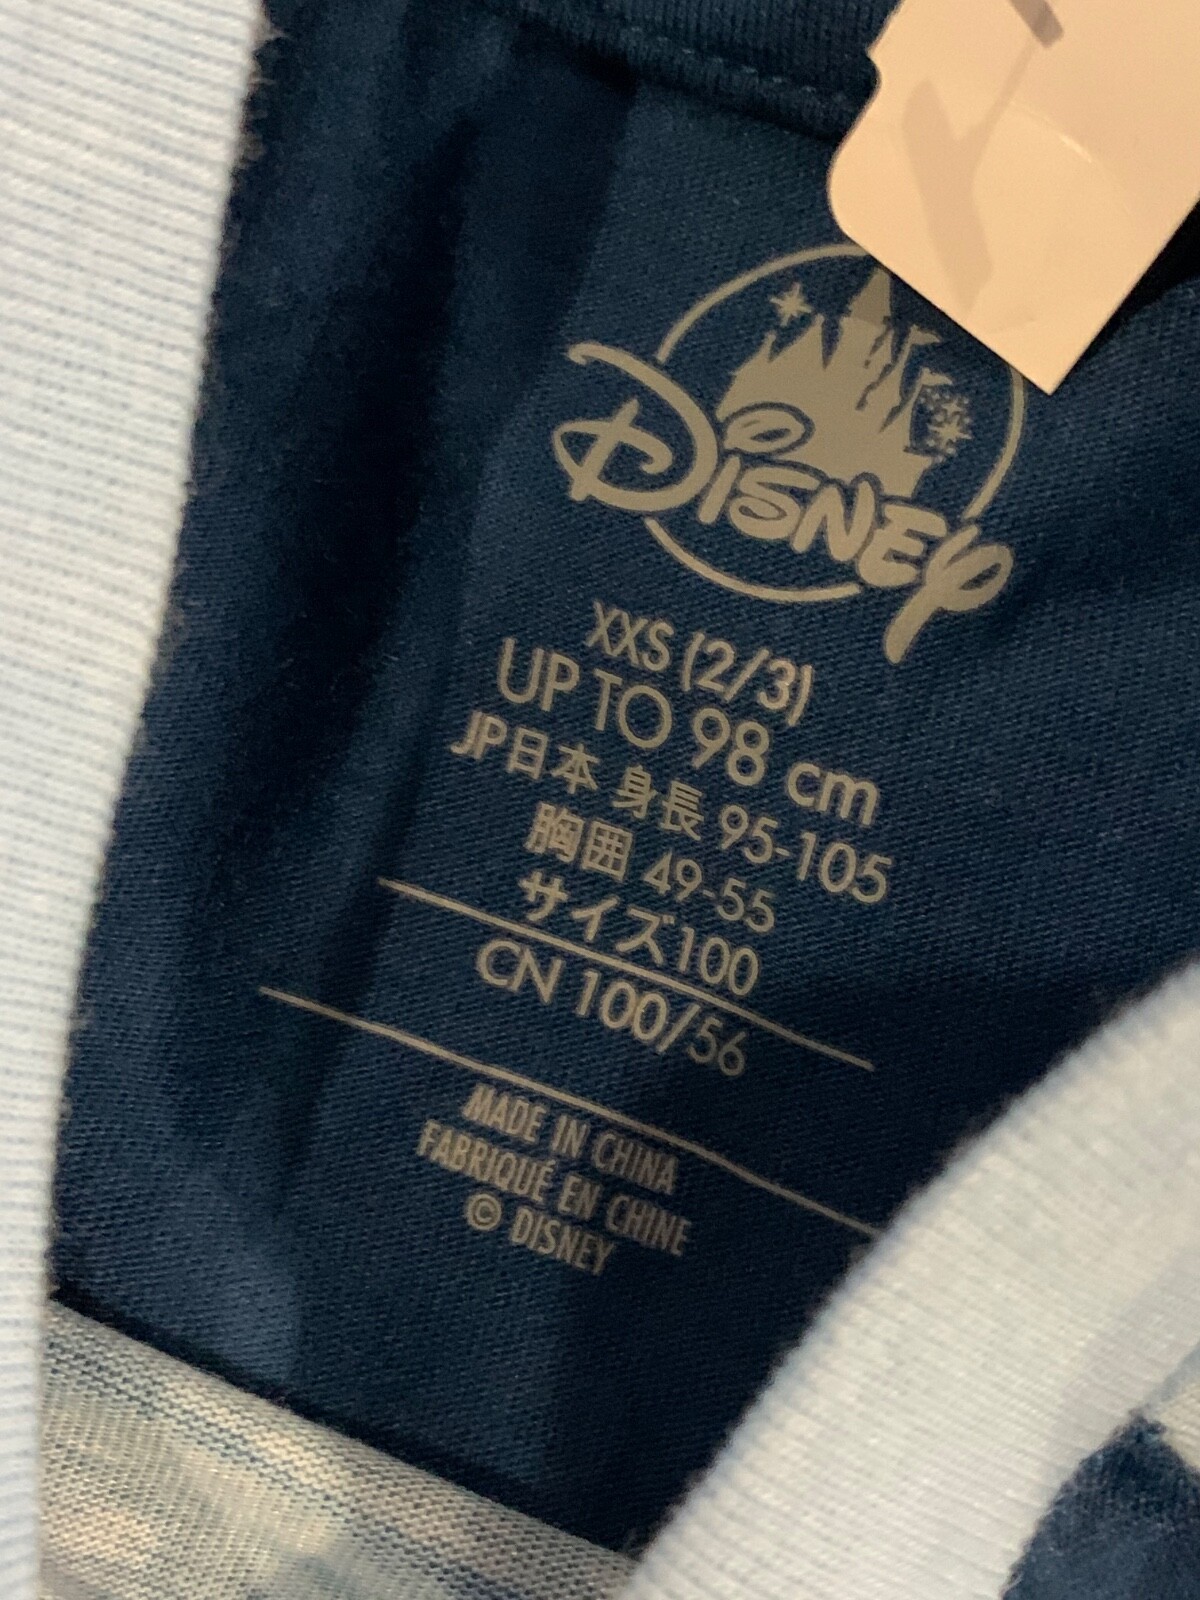 DISNEY
XXS (2/3)
UP TO 98 cm
JP日本 身長 95-105
胸囲 49-55
サイズ100
CN 100/56
MADE IN CHINA
FABRIQUÉ EN CHINE
© DISNEY